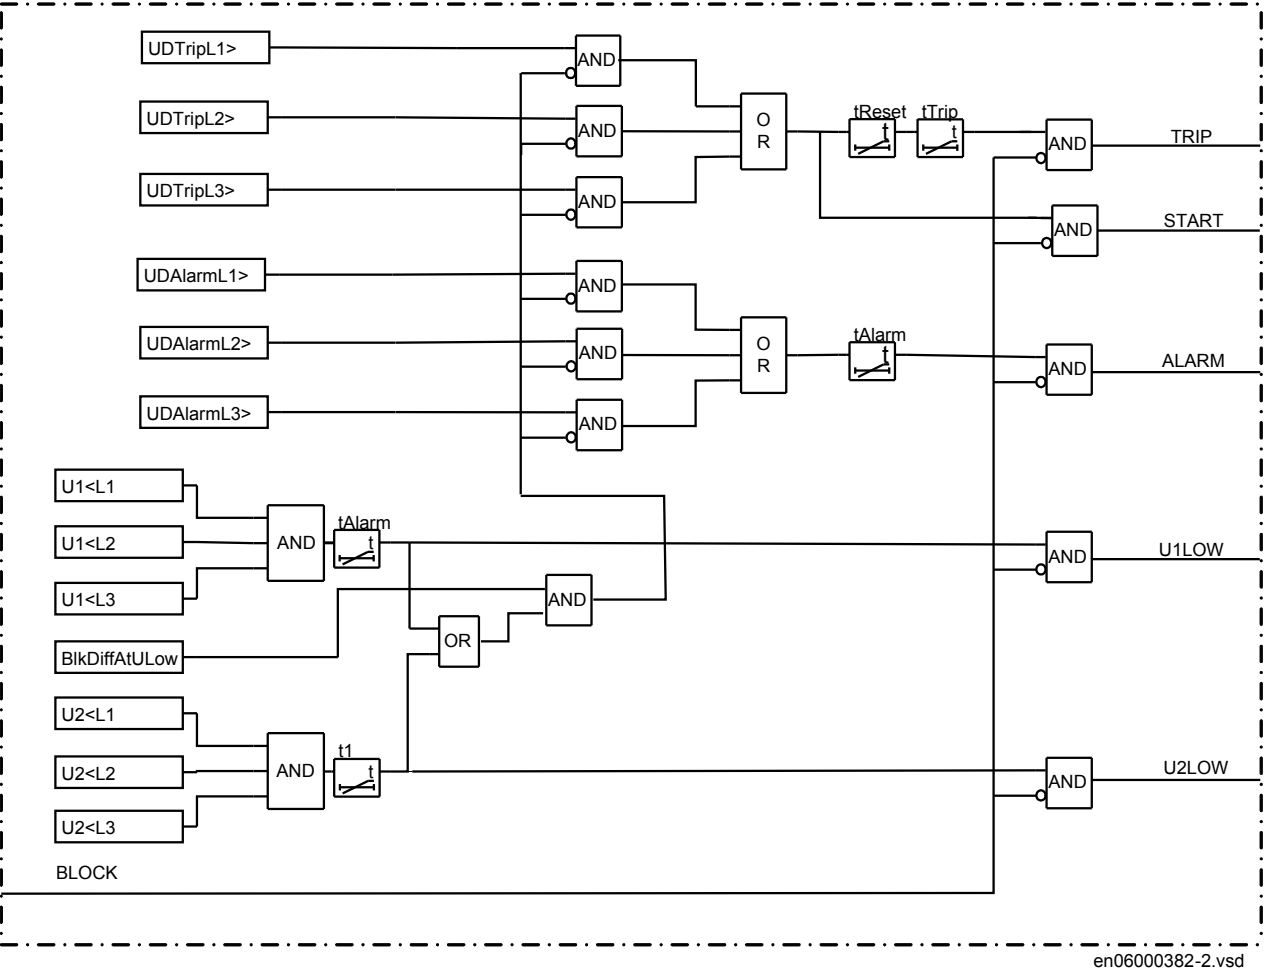 UDTripL1>
AND
UDTripL2>
AND
O
R
tReset
t
tTrip
t
AND
TRIP
UDTripL3>
AND
AND
START
UDAlarmL1>
AND
UDAlarmL2>
AND
O
R
tAlarm
t
AND
ALARM
UDAlarmL3>
AND
U1<L1
U1<L2
AND
tAlarm
t
AND
U1LOW
U1<L3
AND
OR
BlkDiffAtULow
U2<L1
U2<L2
AND
t1
t
AND
U2LOW
U2<L3
BLOCK
en06000382-2.vsd